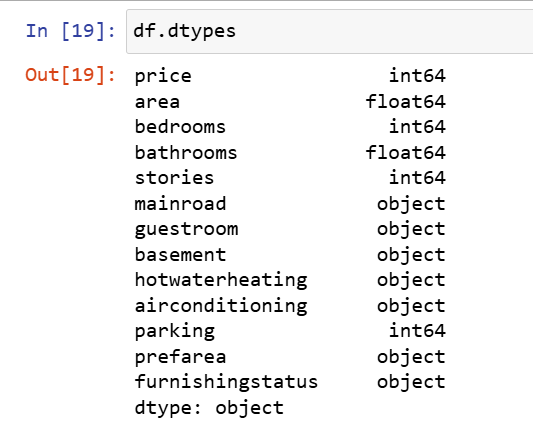 In [19]: df.dtypes
Out[19]: price int64
area float64
bedrooms int64
bathrooms float64
stories int64
mainroad object
guestroom object
basement object
hotwaterheating object
airconditioning object
parking int64
prefarea object
furnishingstatus object
dtype: object